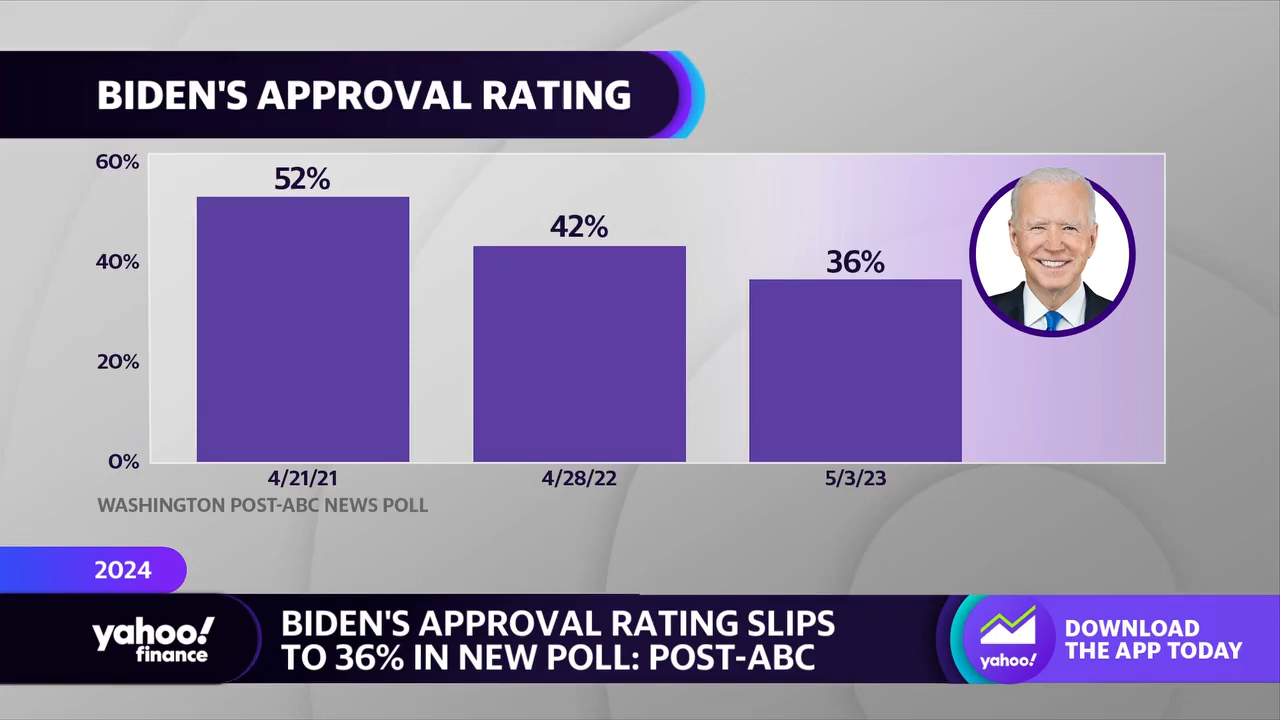 BIDEN'S APPROVAL RATING
60%
40%
20%
0%
52%
42%
36%
4/21/21
4/28/22
5/3/23
WASHINGTON POST-ABC NEWS POLL
2024
yahoo!
finance
BIDEN'S APPROVAL RATING SLIPS
TO 36% IN NEW POLL: POST-ABC
yahoo!
DOWNLOAD
THE APP TODAY